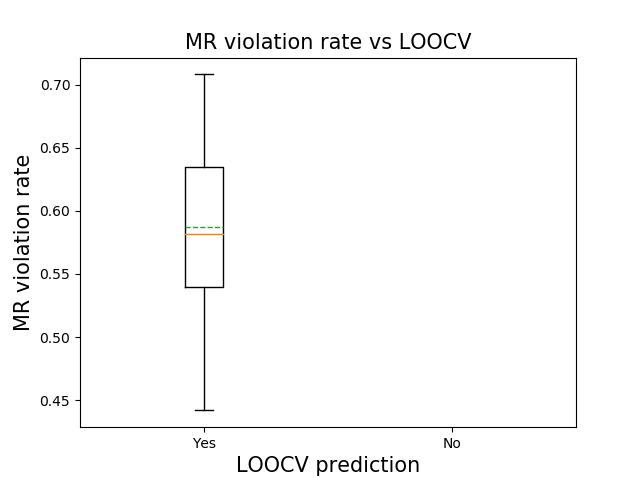 MR violation rate vs LOOCV
MR violation rate
0.70
0.65
0.60
0.55
0.50
0.45
Yes
No
LOOCV prediction